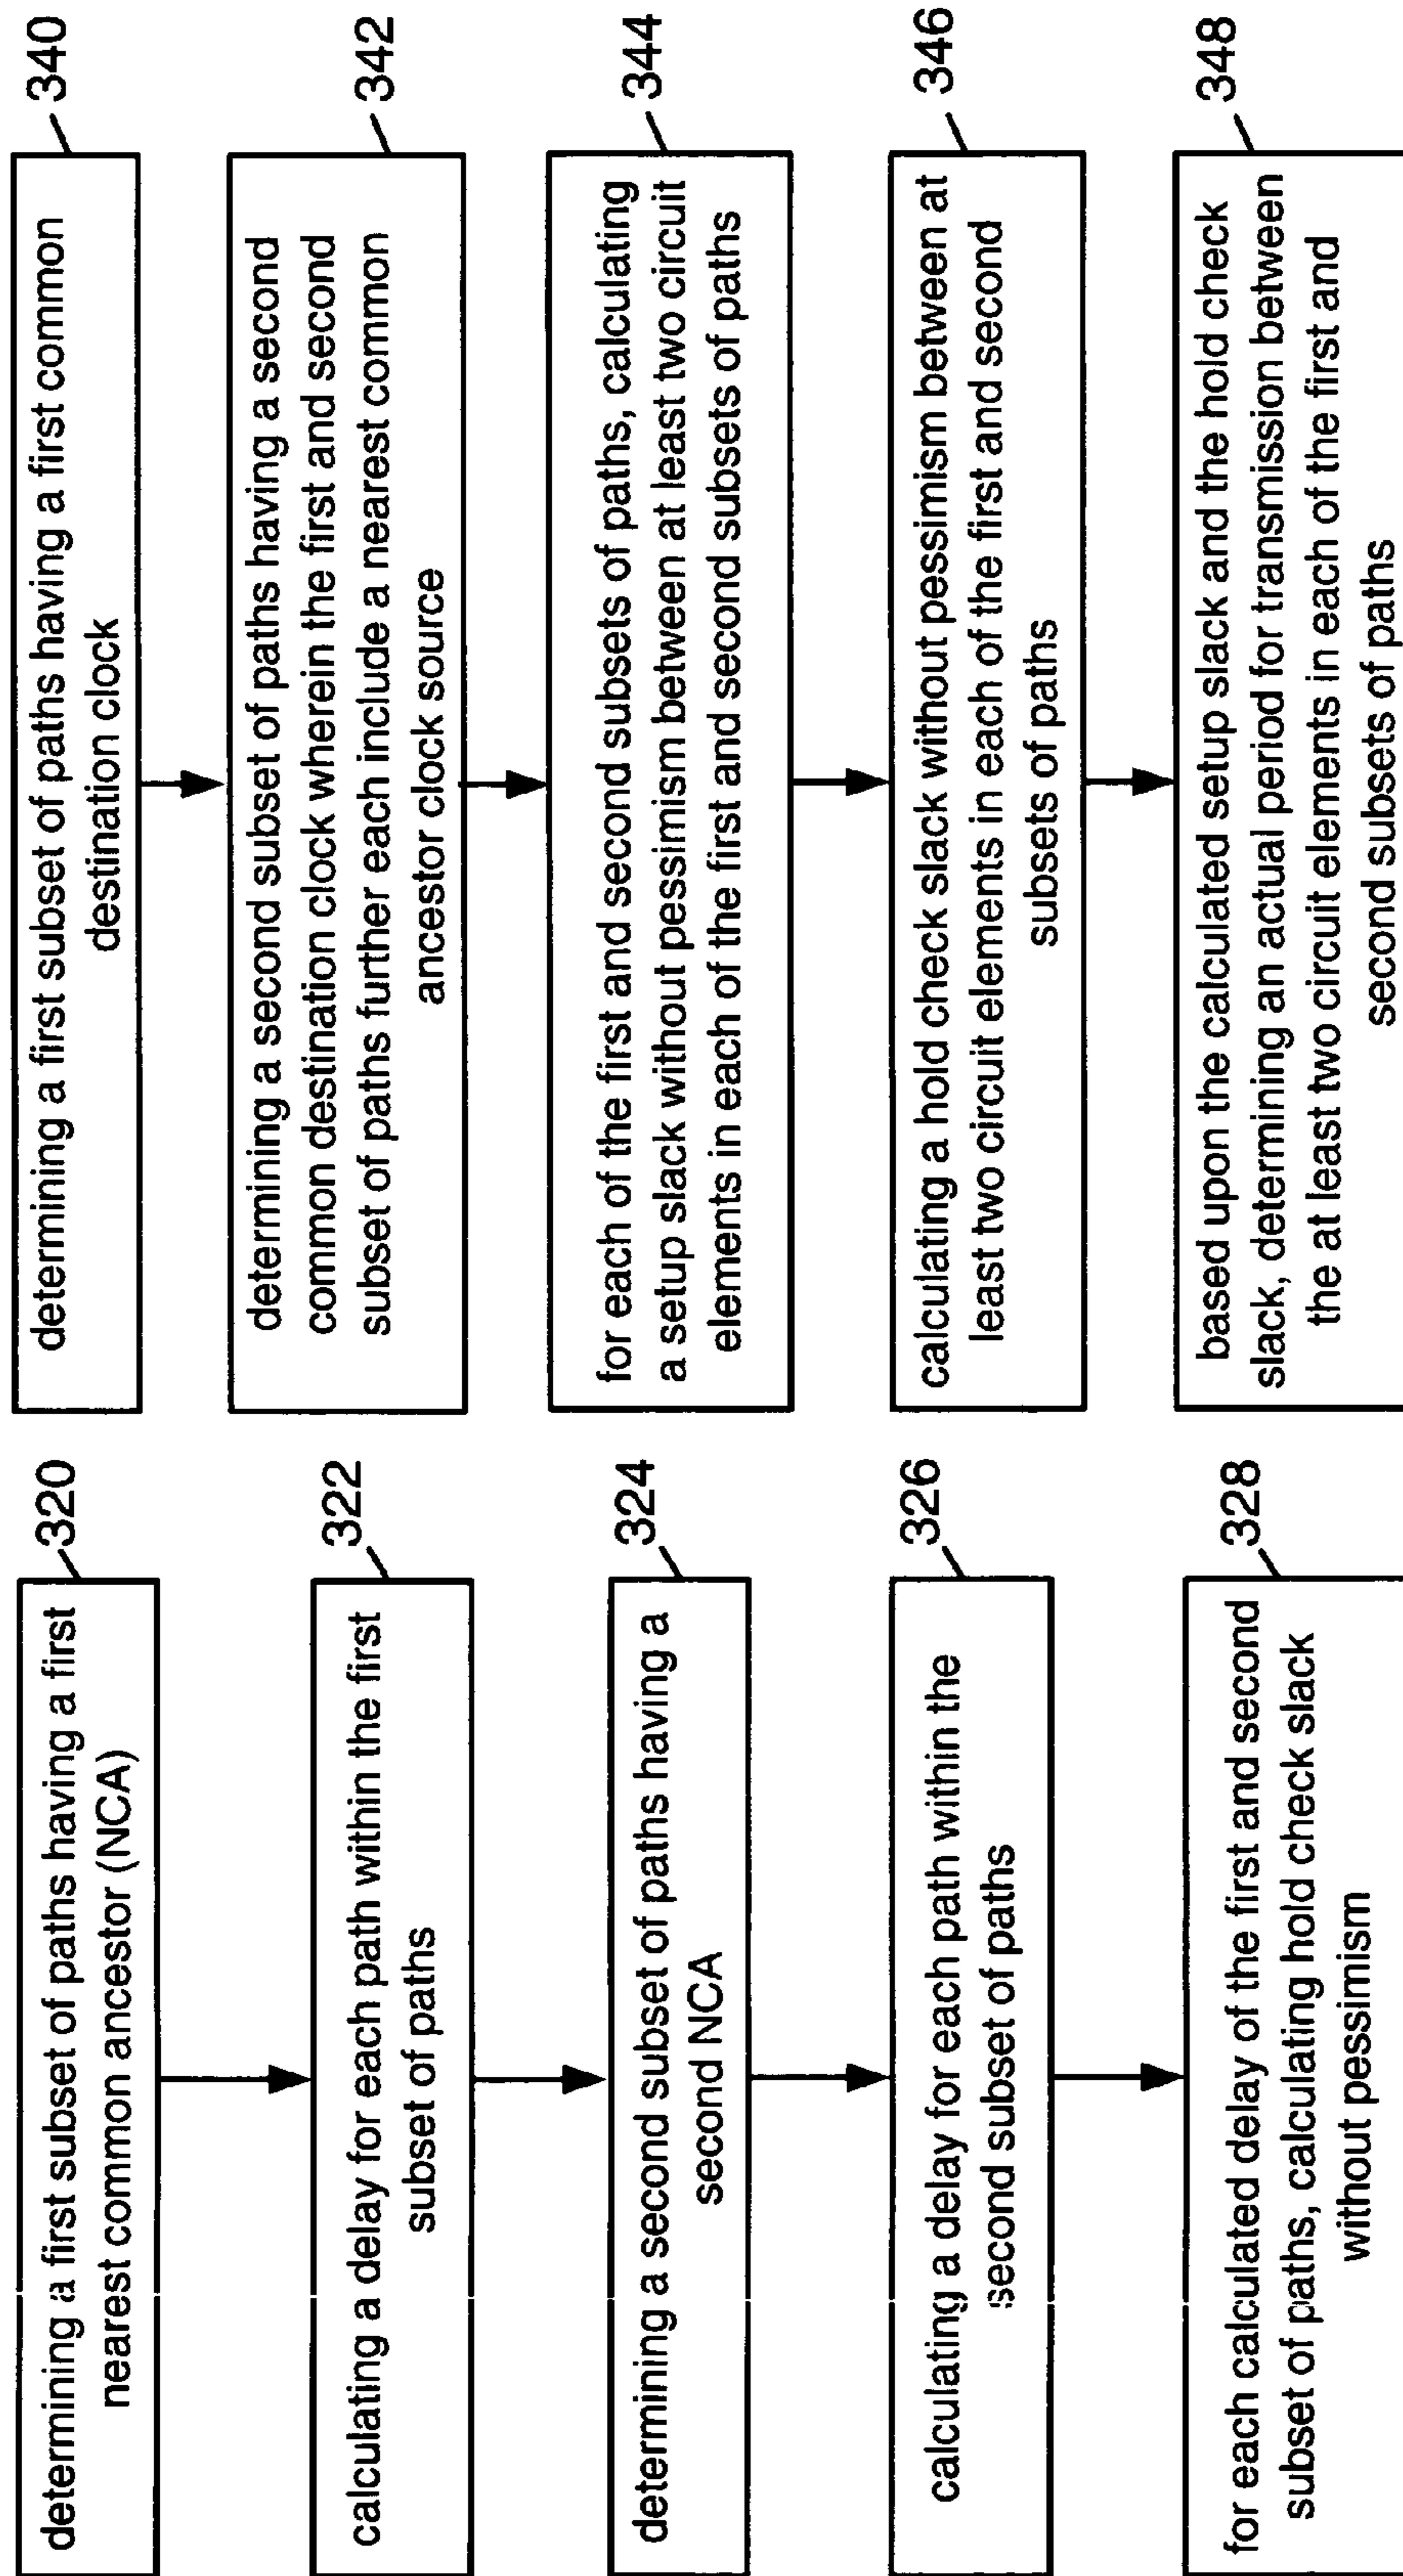 320
determining a first subset of paths having a first
nearest common ancestor (NCA)
322
calculating a delay for each path within the first
subset of paths
324
determining a second subset of paths having a
second NCA
326
calculating a delay for each path within the
second subset of paths
328
for each calculated delay of the first and second
subset of paths, calculating hold check slack
without pessimism
340
determining a first subset of paths having a first common
destination clock
342
determining a second subset of paths having a second
common destination clock wherein the first and second
subset of paths further each include a nearest common
ancestor clock source
344
for each of the first and second subsets of paths, calculating
a setup slack without pessimism between at least two circuit
elements in each of the first and second subsets of paths
346
calculating a hold check slack without pessimism between at
least two circuit elements in each of the first and second
subsets of paths
348
based upon the calculated setup slack and the hold check
slack, determining an actual period for transmission between
the at least two circuit elements in each of the first and
second subsets of paths